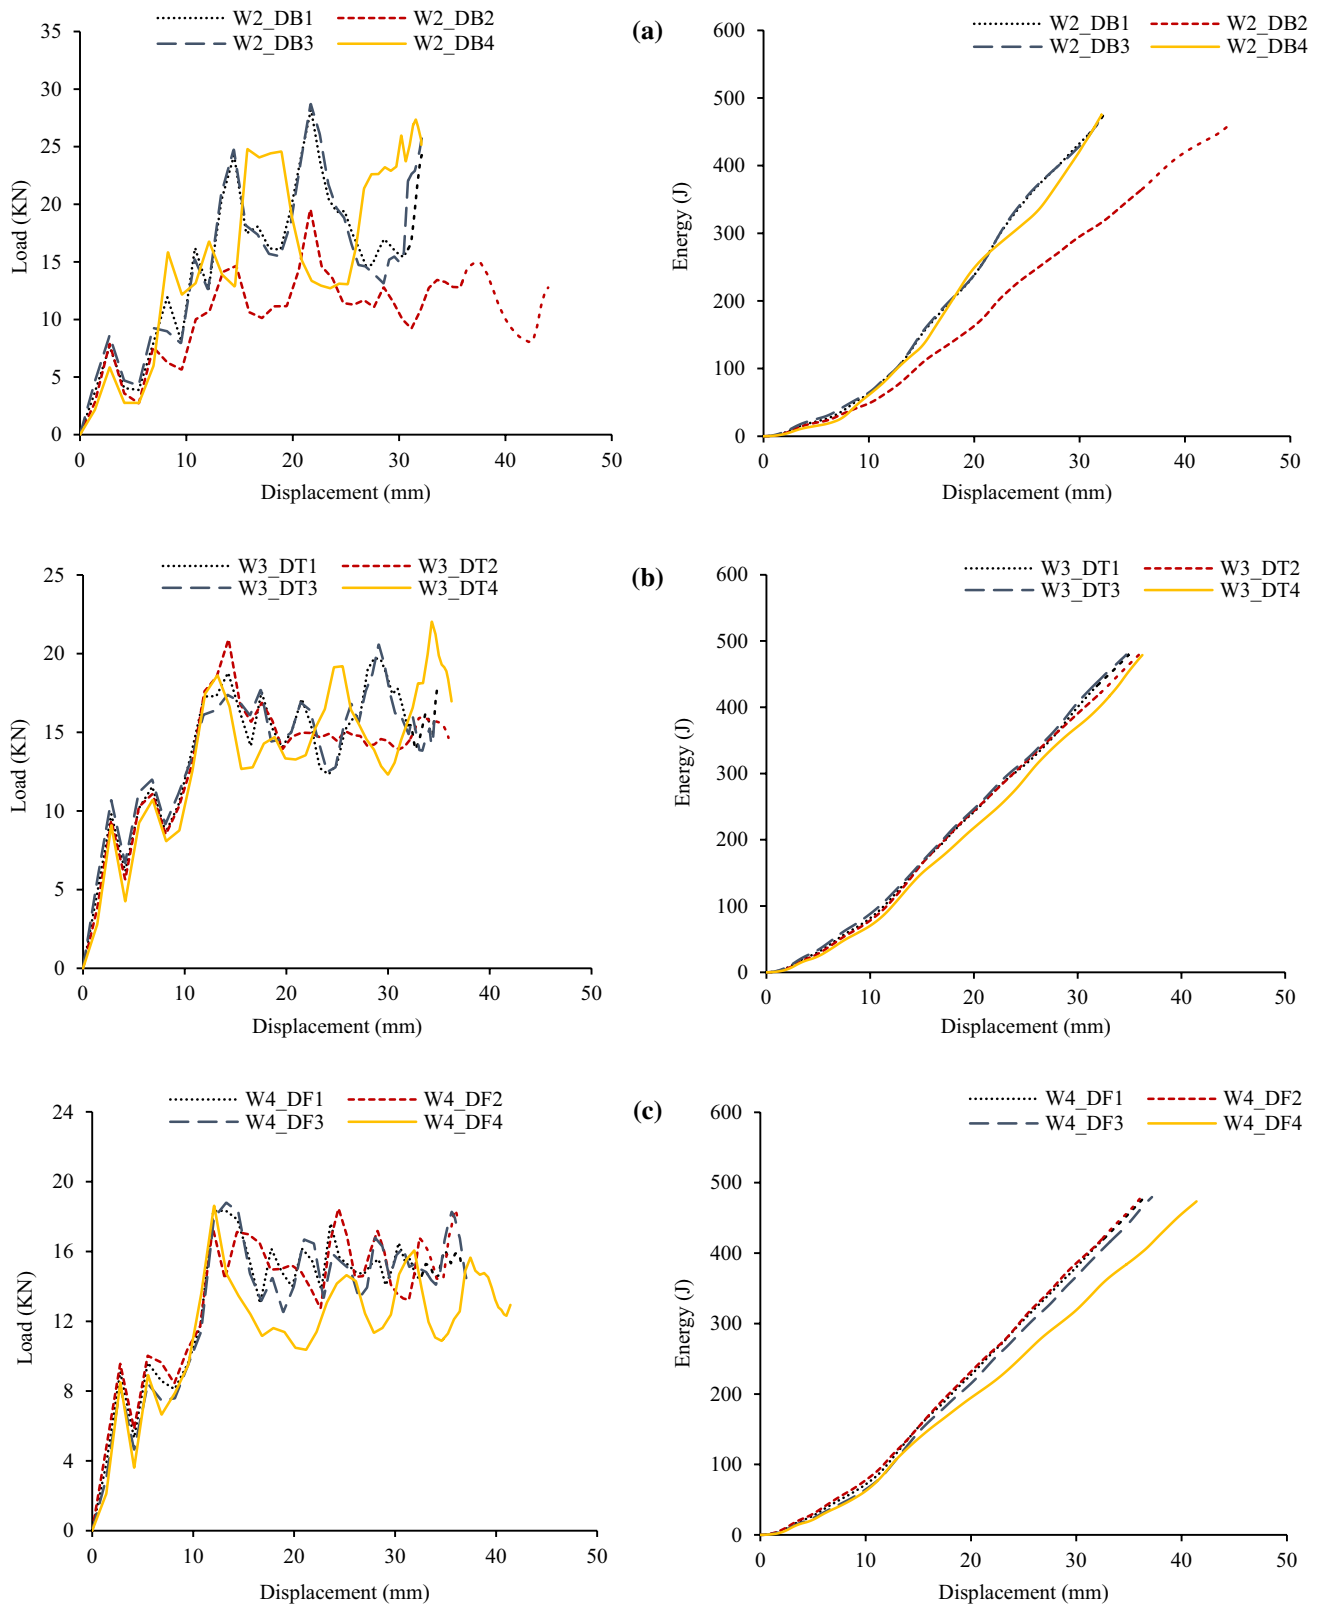 W2_DB1 W2_DB2
W2_DB3 W2_DB4
35
30
25
20
15
10
5
0
Load (KN)
0 10 20 30 40 50
Displacement (mm)
(a)
W2_DB1 W2_DB2
W2_DB3 W2_DB4
600
500
400
300
200
100
0
Energy (J)
0 10 20 30 40 50
Displacement (mm)
W3_DT1 W3_DT2
W3_DT3 W3_DT4
25
20
15
10
5
0
Load (KN)
0 10 20 30 40 50
Displacement (mm)
(b)
W3_DT1 W3_DT2
W3_DT3 W3_DT4
600
500
400
300
200
100
0
Energy (J)
0 10 20 30 40 50
Displacement (mm)
W4_DF1 W4_DF2
W4_DF3 W4_DF4
24
20
16
12
8
4
0
Load (KN)
0 10 20 30 40 50
Displacement (mm)
(c)
W4_DF1 W4_DF2
W4_DF3 W4_DF4
600
500
400
300
200
100
0
Energy (J)
0 10 20 30 40 50
Displacement (mm)